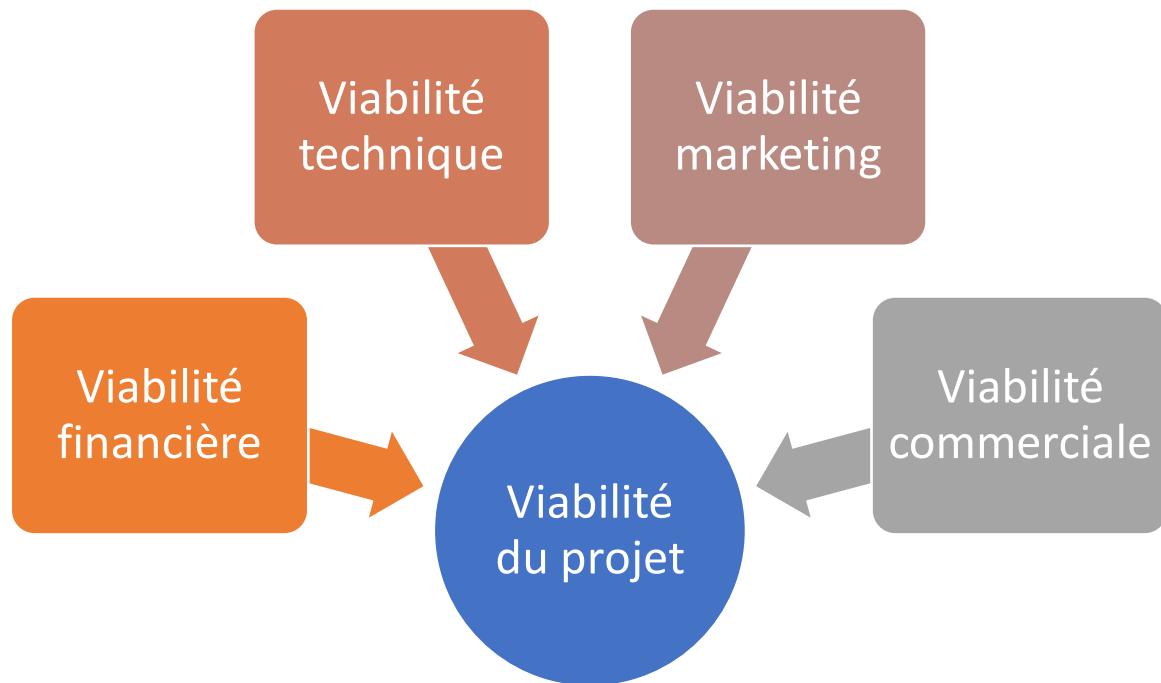 Viabilité
technique
Viabilité
marketing
Viabilité
financière
Viabilité
commerciale
Viabilité
du projet